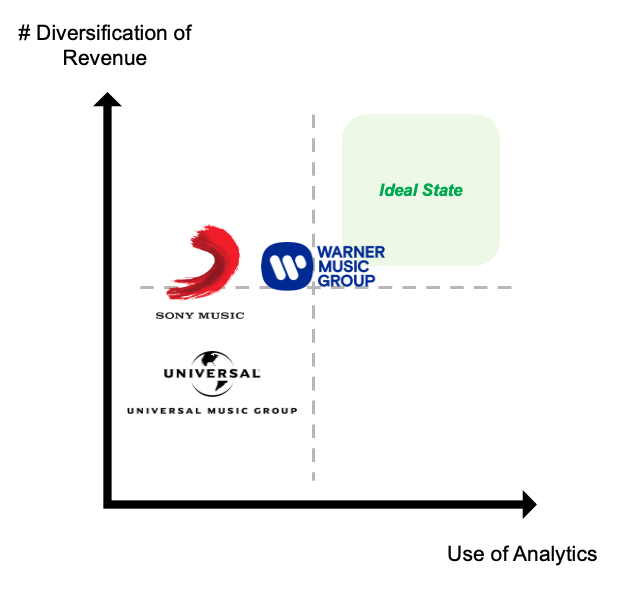 # Diversification of
Revenue
Ideal State
WARNER
MUSIC
GROUP
SONY MUSIC
UNIVERSAL
UNIVERSAL MUSIC GROUP
Use of Analytics